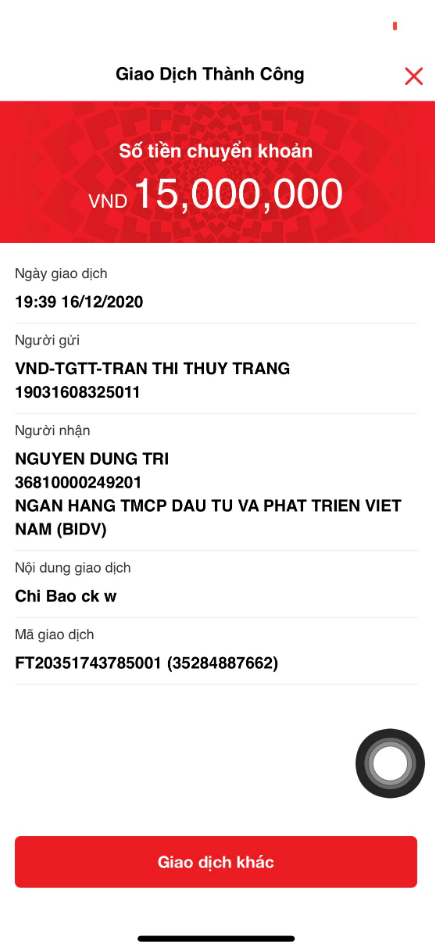 Giao Dịch Thành Công
Số tiền chuyển khoản
VND 15,000,000
Ngày giao dịch
19:39 16/12/2020
Người gửi
VND-TGTT-TRAN THI THUY TRANG
19031608325011
Người nhận
NGUYEN DUNG TRI
36810000249201
NGAN HANG TMCP DAU TU VA PHAT TRIEN VIET
NAM (BIDV)
Nội dung giao dịch
Chi Bao ck w
Mã giao dịch
FT20351743785001 (35284887662)
Giao dịch khác